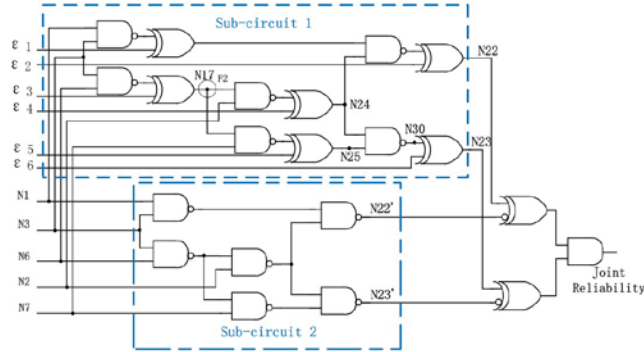 Sub-circuit 1
ε 1
ε 2
N22
N17
F2
ε 3
ε 4
N24
N30
N23
ε 5
N25
ε 6
N1
N22'
N3
N6
N2
Joint
Reliability
N7
N23'
Sub-circuit 2